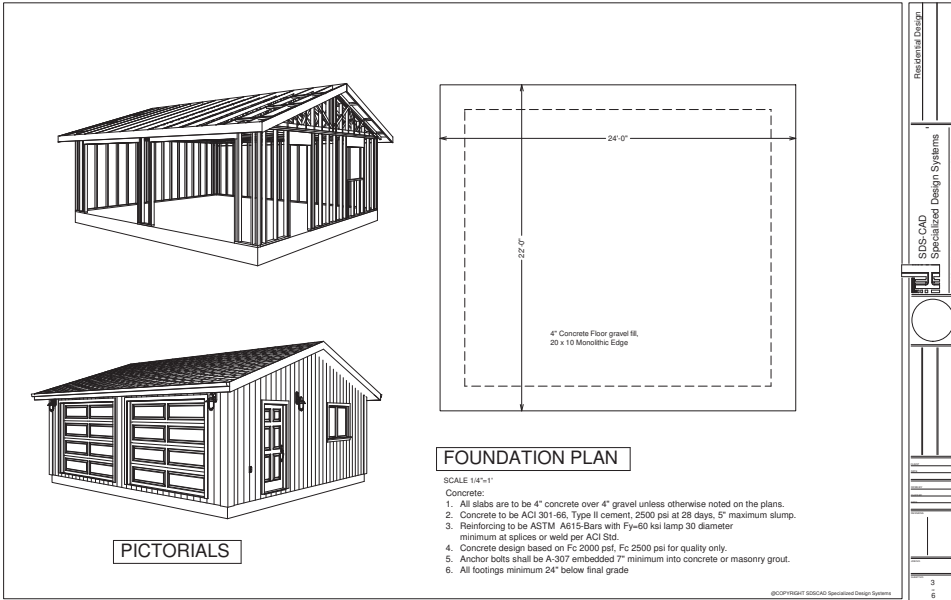 Residential Design
SDS-CAD
Specialized Design Systems
24'-0"
22'-0"
4" Concrete Floor gravel fill,
20 x 10 Monolithic Edge
FOUNDATION PLAN
SCALE 1/4"=1'
Concrete:
1. All slabs are to be 4" concrete over 4" gravel unless otherwise noted on the plans.
2. Concrete to be ACI 301-66, Type II cement, 2500 psi at 28 days, 5" maximum slump.
3. Reinforcing to be ASTM A615-Bars with Fy=60 ksi lamp 30 diameter
minimum at splices or weld per ACI Std.
4. Concrete design based on Fc 2000 psf, Fc 2500 psi for quality only.
5. Anchor bolts shall be A-307 embedded 7" minimum into concrete or masonry grout.
6. All footings minimum 24" below final grade
PICTORIALS
@COPYRIGHT SDSCAD Specialized Design Systems
3
6